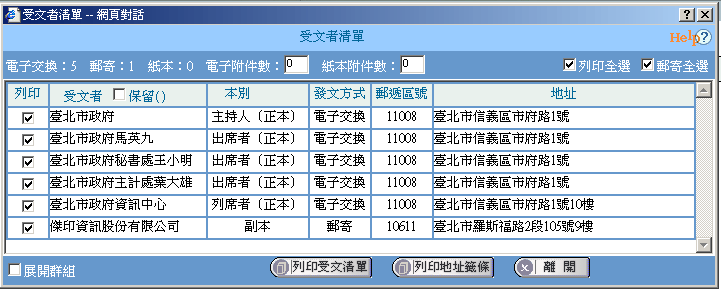 受文者清單 -- 網頁對話
受文者清單
Help
電子交換：5 郵寄：1 紙本：0 電子附件數：0 紙本附件數：0 列印全選 郵寄全選
列印 受文者 保留() 本別 發文方式 郵遞區號 地址
臺北市政府 主持人〔正本〕 電子交換 11008 臺北市信義區市府路1號
臺北市政府馬英九 出席者〔正本〕 電子交換 11008 臺北市信義區市府路1號
臺北市政府秘書處王小明 出席者〔正本〕 電子交換 11008 臺北市信義區市府路1號
臺北市政府主計處葉大雄 出席者〔正本〕 電子交換 11008 臺北市信義區市府路1號
臺北市政府資訊中心 列席者〔正本〕 電子交換 11008 臺北市信義區市府路1號10樓
傑印資訊股份有限公司 副本 郵寄 10611 臺北市羅斯福路2段105號9樓
展開群組 列印受文清單 列印地址籤條 離開